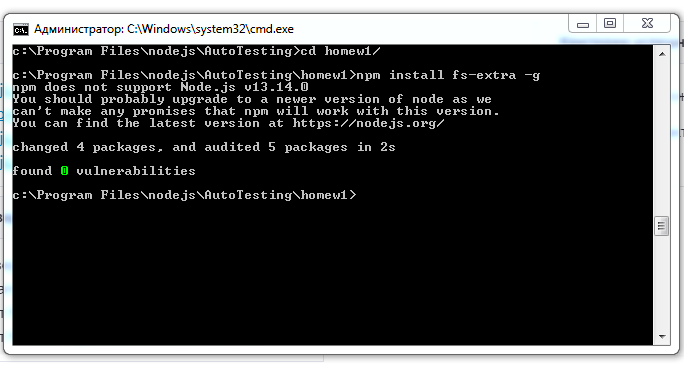 Администратор: C:\Windows\system32\cmd.exe
c:\Program Files\nodejs\AutoTesting>cd homew1/
c:\Program Files\nodejs\AutoTesting\homew1>npm install fs-extra -g
npm does not support Node.js v13.14.0
You should probably upgrade to a newer version of node as we
can't make any promises that npm will work with this version.
You can find the latest version at https://nodejs.org/
changed 4 packages, and audited 5 packages in 2s
found 0 vulnerabilities
c:\Program Files\nodejs\AutoTesting\homew1>